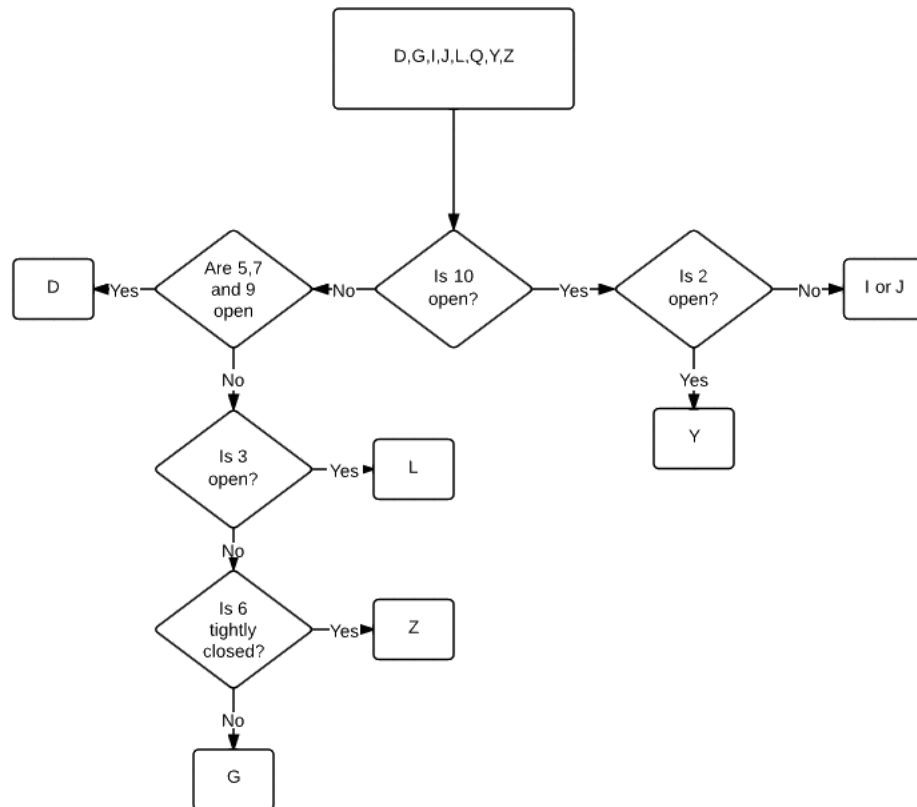 D,G,I,J,L,Q,Y,Z
Are 5,7
and 9
open
Is 10
open?
Is 2
open?
D
Yes
No
Yes
No
I or J
No
Yes
Is 3
open?
Yes
L
Y
No
Is 6
tightly
closed?
Yes
Z
No
G